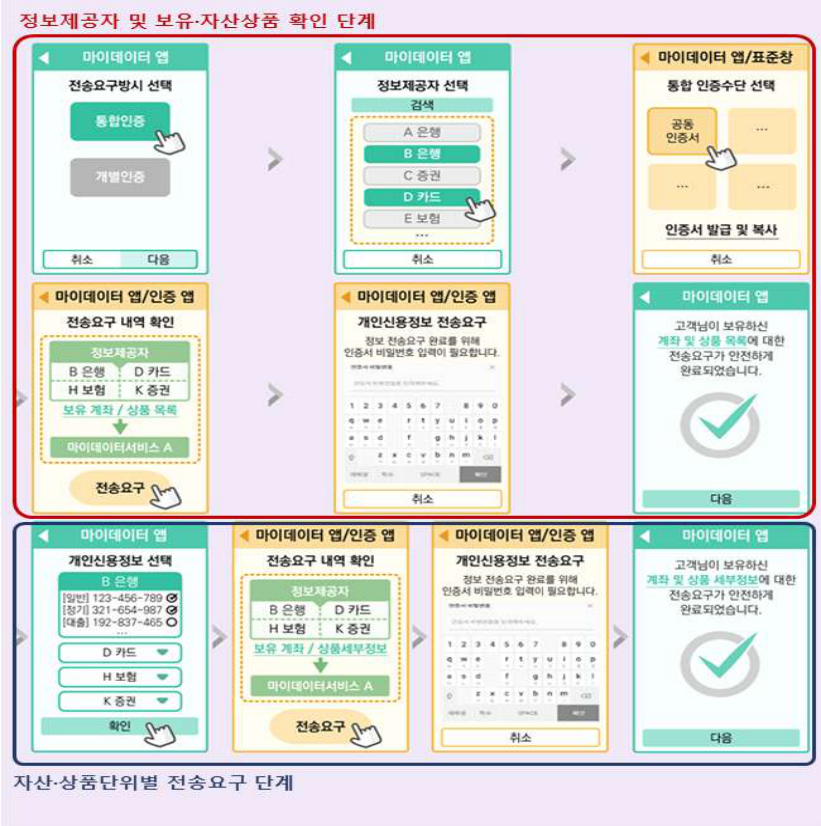 정보제공자 및 보유·자산상품 확인 단계
마이데이터 앱
전송요구방시 선택
통합인증
개별인증
취소
다음
마이데이터 앱
정보제공자 선택
검색
A 은행
B 은행
C 증권
D 카드
E 보험
...
취소
마이데이터 앱/표준창
통합 인증수단 선택
공동
인증서
...
...
...
인증서 발급 및 복사
취소
마이데이터 앱/인증 앱
전송요구 내역 확인
정보제공자
B 은행 D 카드
H 보험 K 증권
보유 계좌 / 상품 목록
마이데이터서비스 A
전송요구
마이데이터 앱/인증 앱
개인신용정보 전송요구
정보 전송요구 완료를 위해
인증서 비밀번호 입력이 필요합니다.
인증서 비밀번호
1 2 3 4 5 6 7 8 9 0
q w e r t y u i o p
a s d f g h j k l
z x c v b n m
취소
마이데이터 앱
고객님이 보유하신
계좌 및 상품 목록에 대한
전송요구가 안전하게
완료되었습니다.
다음
마이데이터 앱
개인신용정보 선택
B 은행
[일반] 123-456-789
[정기] 321-654-987
[대출] 192-837-465
...
D 카드
H 보험
K 증권
확인
마이데이터 앱/인증 앱
전송요구 내역 확인
정보제공자
B 은행 D 카드
H 보험 K 증권
보유 계좌 / 상품세부정보
마이데이터서비스 A
전송요구
마이데이터 앱/인증 앱
개인신용정보 전송요구
정보 전송요구 완료를 위해
인증서 비밀번호 입력이 필요합니다.
인증서 비밀번호
1 2 3 4 5 6 7 8 9 0
q w e r t y u i o p
a s d f g h j k l
z x c v b n m
취소
마이데이터 앱
고객님이 보유하신
계좌 및 상품 세부정보에 대한
전송요구가 안전하게
완료되었습니다.
다음
자산·상품단위별 전송요구 단계